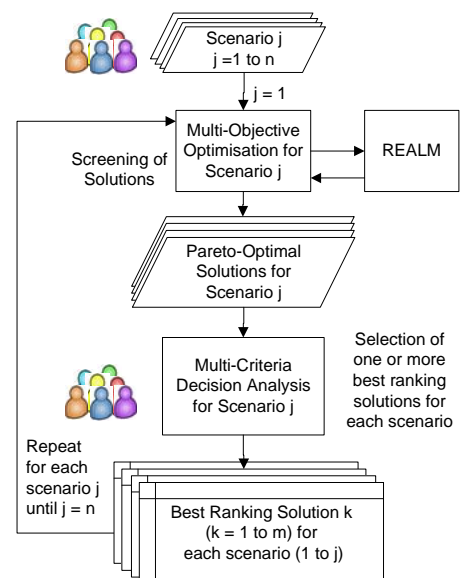 Scenario j
j =1 to n
j = 1
Multi-Objective
Optimisation for
Scenario j
REALM
Screening of
Solutions
Pareto-Optimal
Solutions for
Scenario j
Multi-Criteria
Decision Analysis
for Scenario j
Selection of
one or more
best ranking
solutions for
each scenario
Repeat
for each
scenario j
until j = n
Best Ranking Solution k
(k = 1 to m) for
each scenario (1 to j)